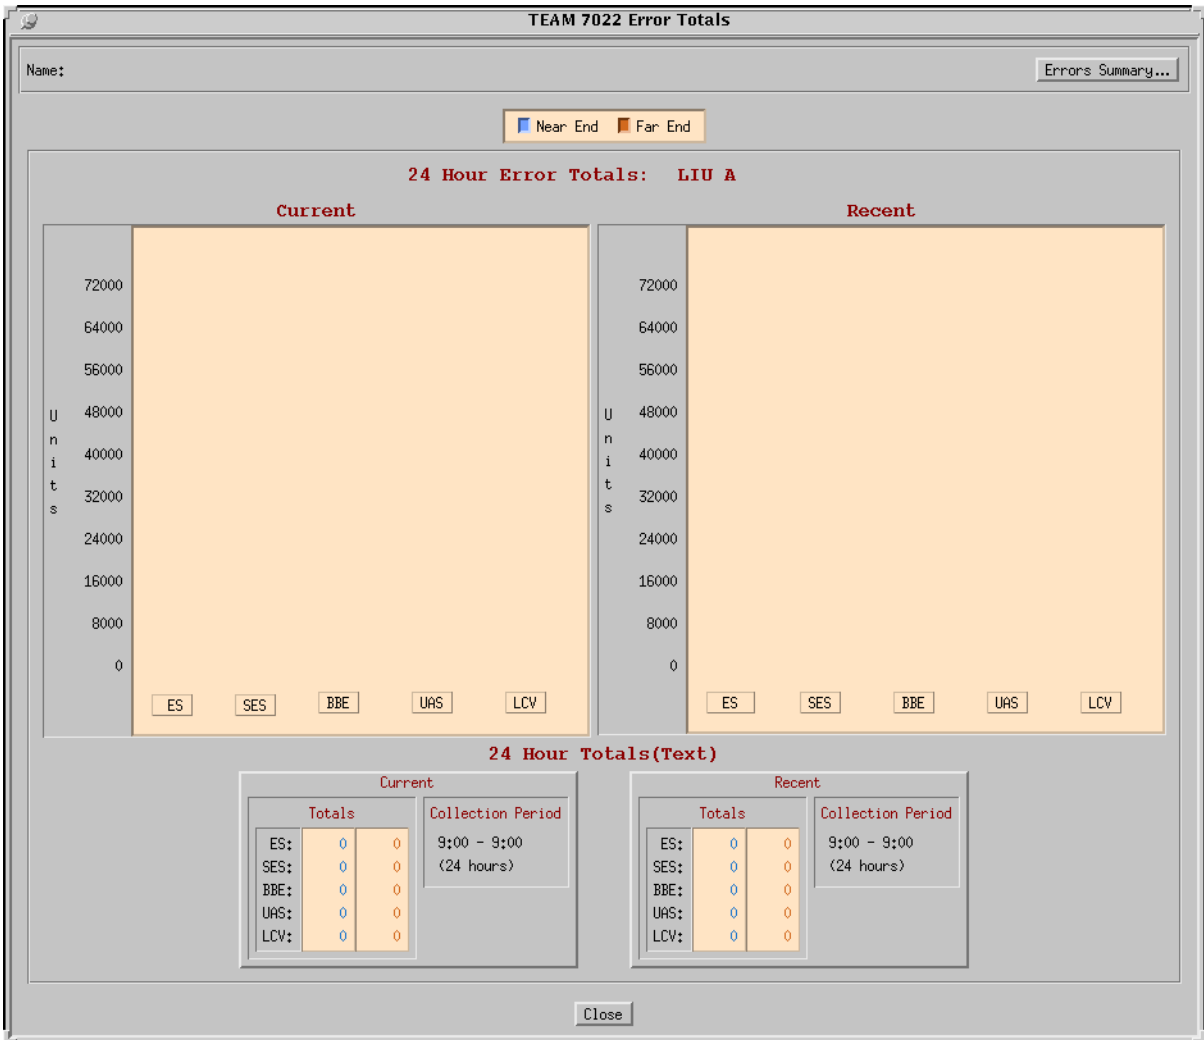 TEAM 7022 Error Totals
Name:
Errors Summary...
Near End Far End
24 Hour Error Totals: LIU A
Current
72000
64000
56000
48000
40000
32000
24000
16000
8000
0
Units
ES SES BBE UAS LCV
Recent
72000
64000
56000
48000
40000
32000
24000
16000
8000
0
Units
ES SES BBE UAS LCV
24 Hour Totals(Text)
Current
Totals
ES: 0 0
SES: 0 0
BBE: 0 0
UAS: 0 0
LCV: 0 0
Collection Period
9:00 - 9:00
(24 hours)
Recent
Totals
ES: 0 0
SES: 0 0
BBE: 0 0
UAS: 0 0
LCV: 0 0
Collection Period
9:00 - 9:00
(24 hours)
Close